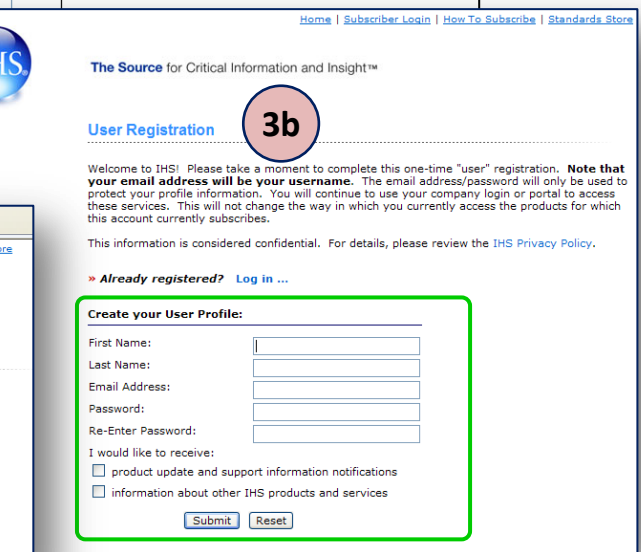 Home | Subscriber Login | How To Subscribe | Standards Store
The Source for Critical Information and Insight™
User Registration
3b
Welcome to IHS! Please take a moment to complete this one-time "user" registration. Note that
your email address will be your username. The email address/password will only be used to
protect your profile information. You will continue to use your company login or portal to access
these services. This will not change the way in which you currently access the products for which
this account currently subscribes.
This information is considered confidential. For details, please review the IHS Privacy Policy.
» Already registered? Log in ...
Create your User Profile:
First Name:
Last Name:
Email Address:
Password:
Re-Enter Password:
I would like to receive:
product update and support information notifications
information about other IHS products and services
Submit Reset